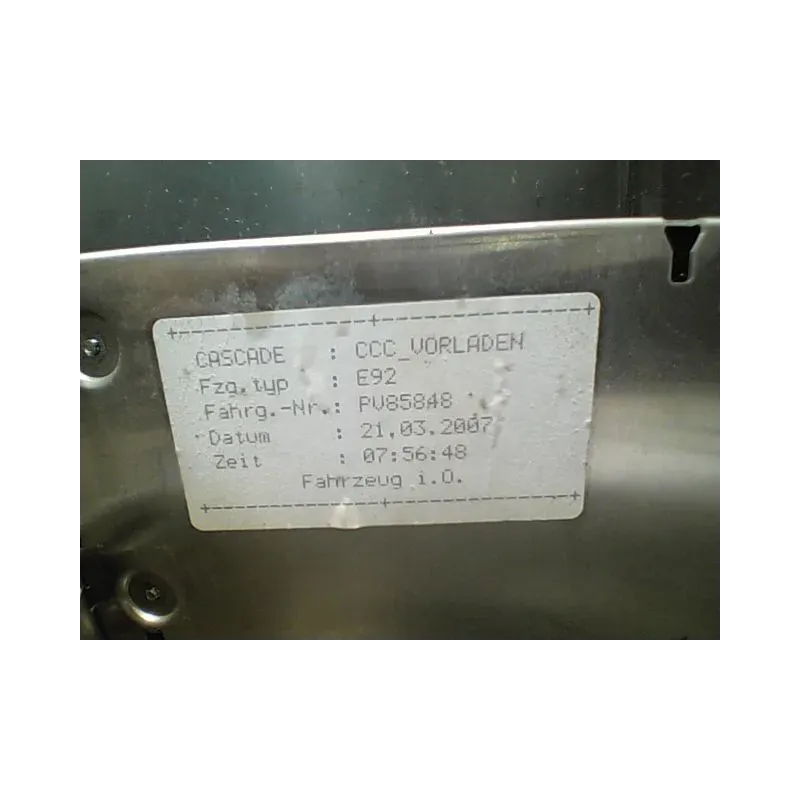 +--------------+--------------+
CASCADE : CCC_VORLADEN
Fzg.typ : E92
Fahrg.-Nr.: PV85848
Datum : 21.03.2007
Zeit : 07:56:48
Fahrzeug i.O.
+--------------+--------------+